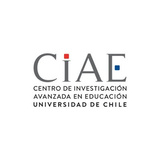 CiAE
CENTRO DE INVESTIGACIÓN
AVANZADA EN EDUCACIÓN
UNIVERSIDAD DE CHILE